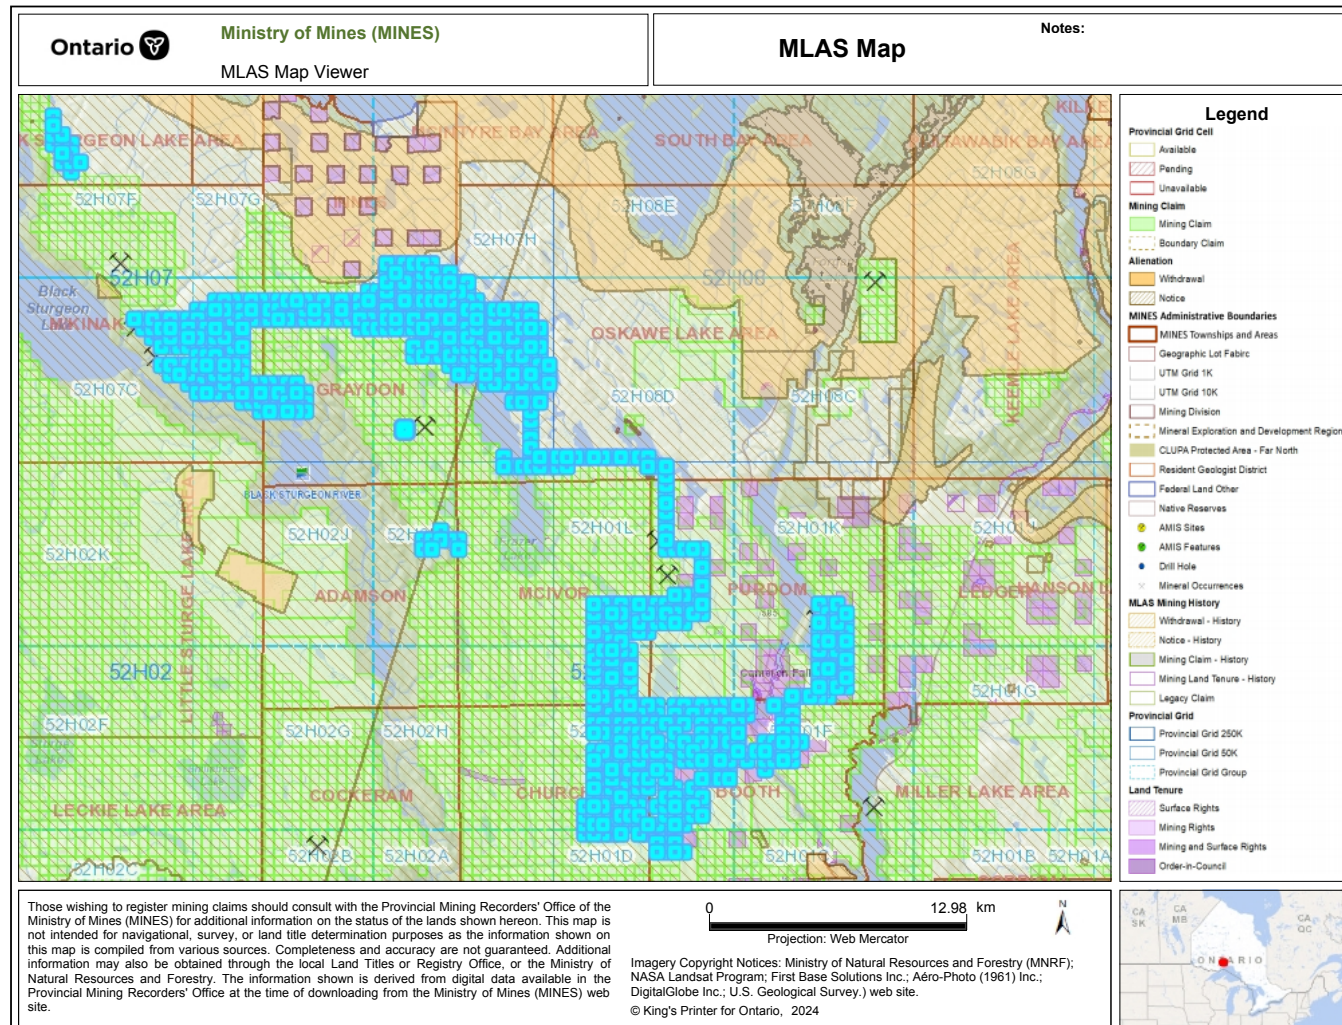 Ontario
Ministry of Mines (MINES)
MLAS Map Viewer
MLAS Map
Notes:
GEON LAKE AREA
INTYRE BAY AREA
SOUTH BAY AREA
TAWABIK BAY AREA
52H07F
52H07G
52H08E
52H08G
INNES
52H07H
52H07
52H08
Black
Sturgeon
Lake
MIKINAK
OSKAWE LAKE AREA
KEEMLE LAKE AREA
52H07C
GRAYDON
52H08D
52H08C
BLACK STURGEON RIVER
LITTLE STURGE LAKE AREA
52H02J
52H01L
52H01K
52H02K
Frazer
Lake
ADAMSON
MCIVOR
PURDOM
LEDGER
HANSON L
52H02
Cameron Fall
52H01G
52H02F
52H02G
52H02H
LECKIE LAKE AREA
COCKERAM
CHURC
BOOTH
MILLER LAKE AREA
52H02C
52H02B
52H02A
52H01D
52H01B
52H01A
Legend
Provincial Grid Cell
Available
Pending
Unavailable
Mining Claim
Mining Claim
Boundary Claim
Alienation
Withdrawal
Notice
MINES Administrative Boundaries
MINES Townships and Areas
Geographic Lot Fabirc
UTM Grid 1K
UTM Grid 10K
Mining Division
Mineral Exploration and Development Region
CLUPA Protected Area - Far North
Resident Geologist District
Federal Land Other
Native Reserves
AMIS Sites
AMIS Features
Drill Hole
Mineral Occurrences
MLAS Mining History
Withdrawal - History
Notice - History
Mining Claim - History
Mining Land Tenure - History
Legacy Claim
Provincial Grid
Provincial Grid 250K
Provincial Grid 50K
Provincial Grid Group
Land Tenure
Surface Rights
Mining Rights
Mining and Surface Rights
Order-in-Council
Those wishing to register mining claims should consult with the Provincial Mining Recorders' Office of the
Ministry of Mines (MINES) for additional information on the status of the lands shown hereon. This map is
not intended for navigational, survey, or land title determination purposes as the information shown on
this map is compiled from various sources. Completeness and accuracy are not guaranteed. Additional
information may also be obtained through the local Land Titles or Registry Office, or the Ministry of
Natural Resources and Forestry. The information shown is derived from digital data available in the
Provincial Mining Recorders' Office at the time of downloading from the Ministry of Mines (MINES) web
site.
0 12.98 km
Projection: Web Mercator
N
Imagery Copyright Notices: Ministry of Natural Resources and Forestry (MNRF);
NASA Landsat Program; First Base Solutions Inc.; Aéro-Photo (1961) Inc.;
DigitalGlobe Inc.; U.S. Geological Survey.) web site.
© King's Printer for Ontario, 2024
CA
SK
CA
MB
CA
QC
ONTARIO